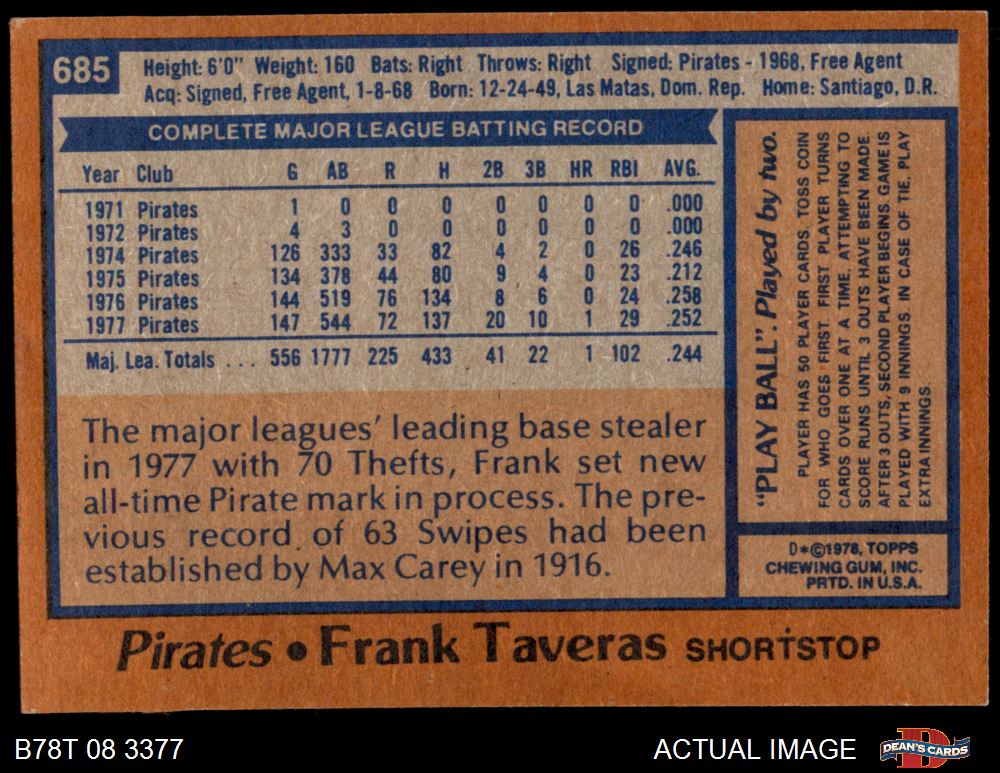 685
Height: 6'0" Weight: 160 Bats: Right Throws: Right Signed: Pirates - 1968, Free Agent
Acq: Signed, Free Agent, 1-8-68 Born: 12-24-49, Las Matas, Dom. Rep. Home: Santiago, D.R.
COMPLETE MAJOR LEAGUE BATTING RECORD
Year Club G AB R H 2B 3B HR RBI AVG.
1971 Pirates 1 0 0 0 0 0 0 0 .000
1972 Pirates 4 3 0 0 0 0 0 0 .000
1974 Pirates 126 333 33 82 4 2 0 26 .246
1975 Pirates 134 378 44 80 9 4 0 23 .212
1976 Pirates 144 519 76 134 8 6 0 24 .258
1977 Pirates 147 544 72 137 20 10 1 29 .252
Maj. Lea. Totals . . . 556 1777 225 433 41 22 1 102 .244
The major leagues' leading base stealer
in 1977 with 70 Thefts, Frank set new
all-time Pirate mark in process. The pre-
vious record of 63 Swipes had been
established by Max Carey in 1916.
"PLAY BALL". Played by two.
PLAYER HAS 50 PLAYER CARDS. TOSS COIN
FOR WHO GOES FIRST. FIRST PLAYER TURNS
CARDS OVER ONE AT A TIME, ATTEMPTING TO
SCORE RUNS UNTIL 3 OUTS HAVE BEEN MADE.
AFTER 3 OUTS, SECOND PLAYER BEGINS. GAME IS
PLAYED WITH 9 INNINGS. IN CASE OF TIE, PLAY
EXTRA INNINGS.
D*©1978, TOPPS
CHEWING GUM, INC.
PRTD. IN U.S.A.
Pirates • Frank Taveras SHORTSTOP
B78T 08 3377
ACTUAL IMAGE
DEAN'S CARDS